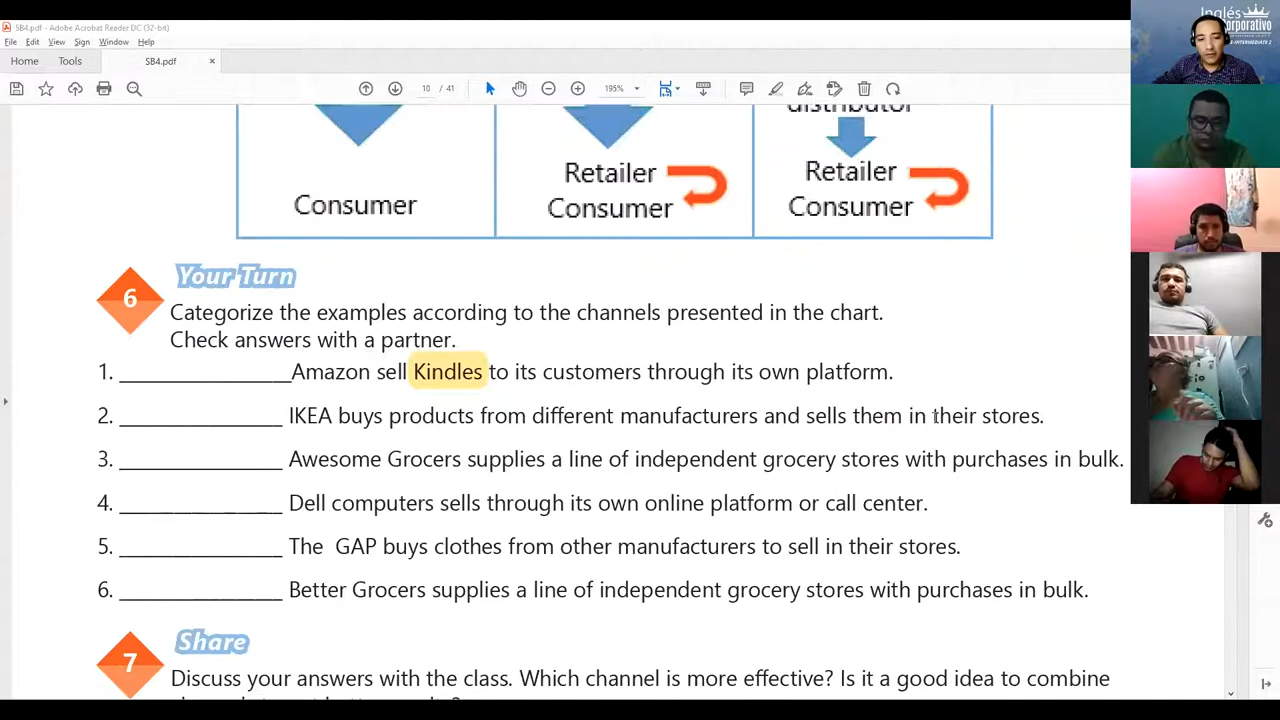 SB4.pdf - Adobe Acrobat Reader DC (32-bit)
File Edit View Sign Window Help
Home Tools SB4.pdf ×
10 / 41 195%
distributor
Retailer Retailer
Consumer Consumer Consumer
Your Turn
6
Categorize the examples according to the channels presented in the chart.
Check answers with a partner.
1. ________________Amazon sell Kindles to its customers through its own platform.
2. _______________ IKEA buys products from different manufacturers and sells them in their stores.
3. _______________ Awesome Grocers supplies a line of independent grocery stores with purchases in bulk.
4. _______________ Dell computers sells through its own online platform or call center.
5. _______________ The GAP buys clothes from other manufacturers to sell in their stores.
6. _______________ Better Grocers supplies a line of independent grocery stores with purchases in bulk.
Share
7
Discuss your answers with the class. Which channel is more effective? Is it a good idea to combine
Inglés